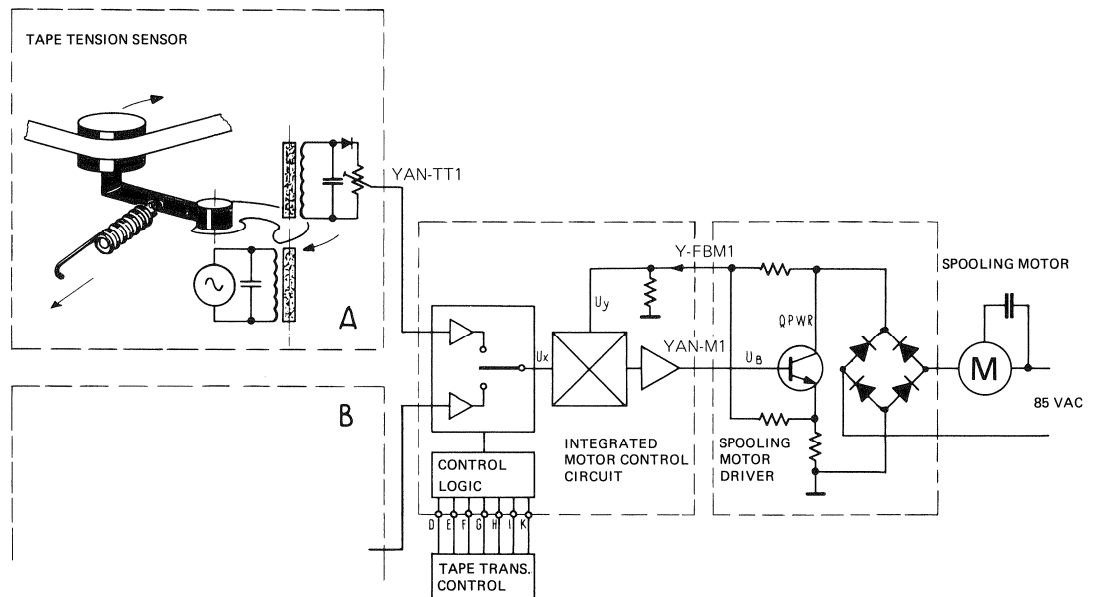 TAPE TENSION SENSOR
YAN-TT1
A
Y-FBM1
SPOOLING MOTOR
Uy
QPWR
Ux
YAN-M1
UB
M
85 VAC
B
INTEGRATED
MOTOR CONTROL
CIRCUIT
SPOOLING
MOTOR
DRIVER
CONTROL
LOGIC
D E F G H I K
TAPE TRANS.
CONTROL